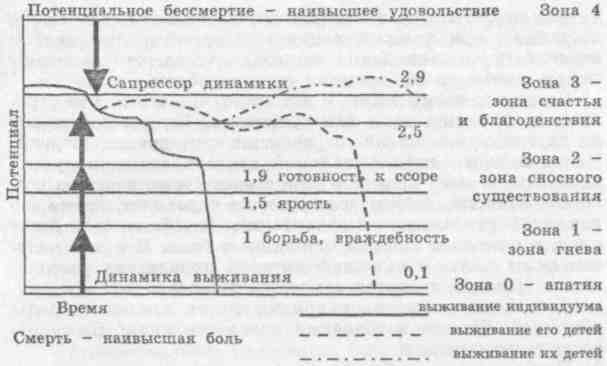 Потенциальное бессмертие – наивысшее удовольствие Зона 4
Сапрессор динамики
2,9
Зона 3 –
зона счастья
и благоденствия
2,5
Потенциал
Зона 2 –
зона сносного
существования
1,9 готовность к ссоре
1,5 ярость
Зона 1 –
зона гнева
1 борьба, враждебность
Динамика выживания
0,1
Зона 0 – апатия
Время
выживание индивидуума
Смерть – наивысшая боль
выживание его детей
выживание их детей